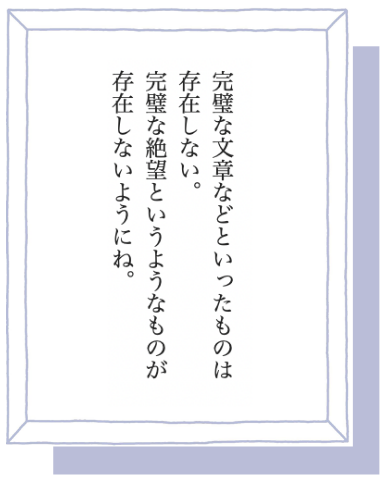 完璧な文章などといったものは
存在しない。
完璧な絶望というようなものが
存在しないようにね。